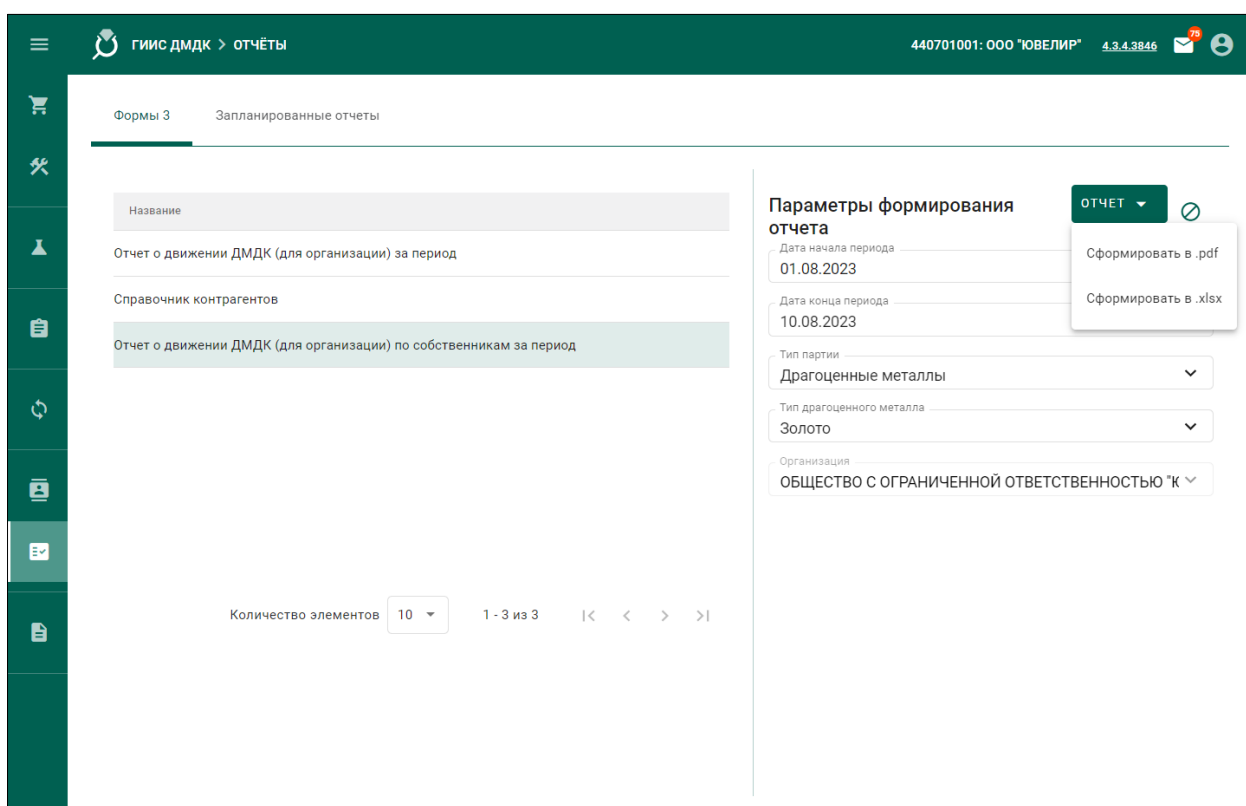 ГИИС ДМДК > ОТЧЁТЫ
440701001: ООО "ЮВЕЛИР" 4.3.4.3846 75
Формы 3 Запланированные отчеты
Название
Отчет о движении ДМДК (для организации) за период
Справочник контрагентов
Отчет о движении ДМДК (для организации) по собственникам за период
Количество элементов 10 1 - 3 из 3
Параметры формирования
отчета
ОТЧЕТ
Сформировать в .pdf
Сформировать в .xlsx
Дата начала периода
01.08.2023
Дата конца периода
10.08.2023
Тип партии
Драгоценные металлы
Тип драгоценного металла
Золото
Организация
ОБЩЕСТВО С ОГРАНИЧЕННОЙ ОТВЕТСТВЕННОСТЬЮ "К